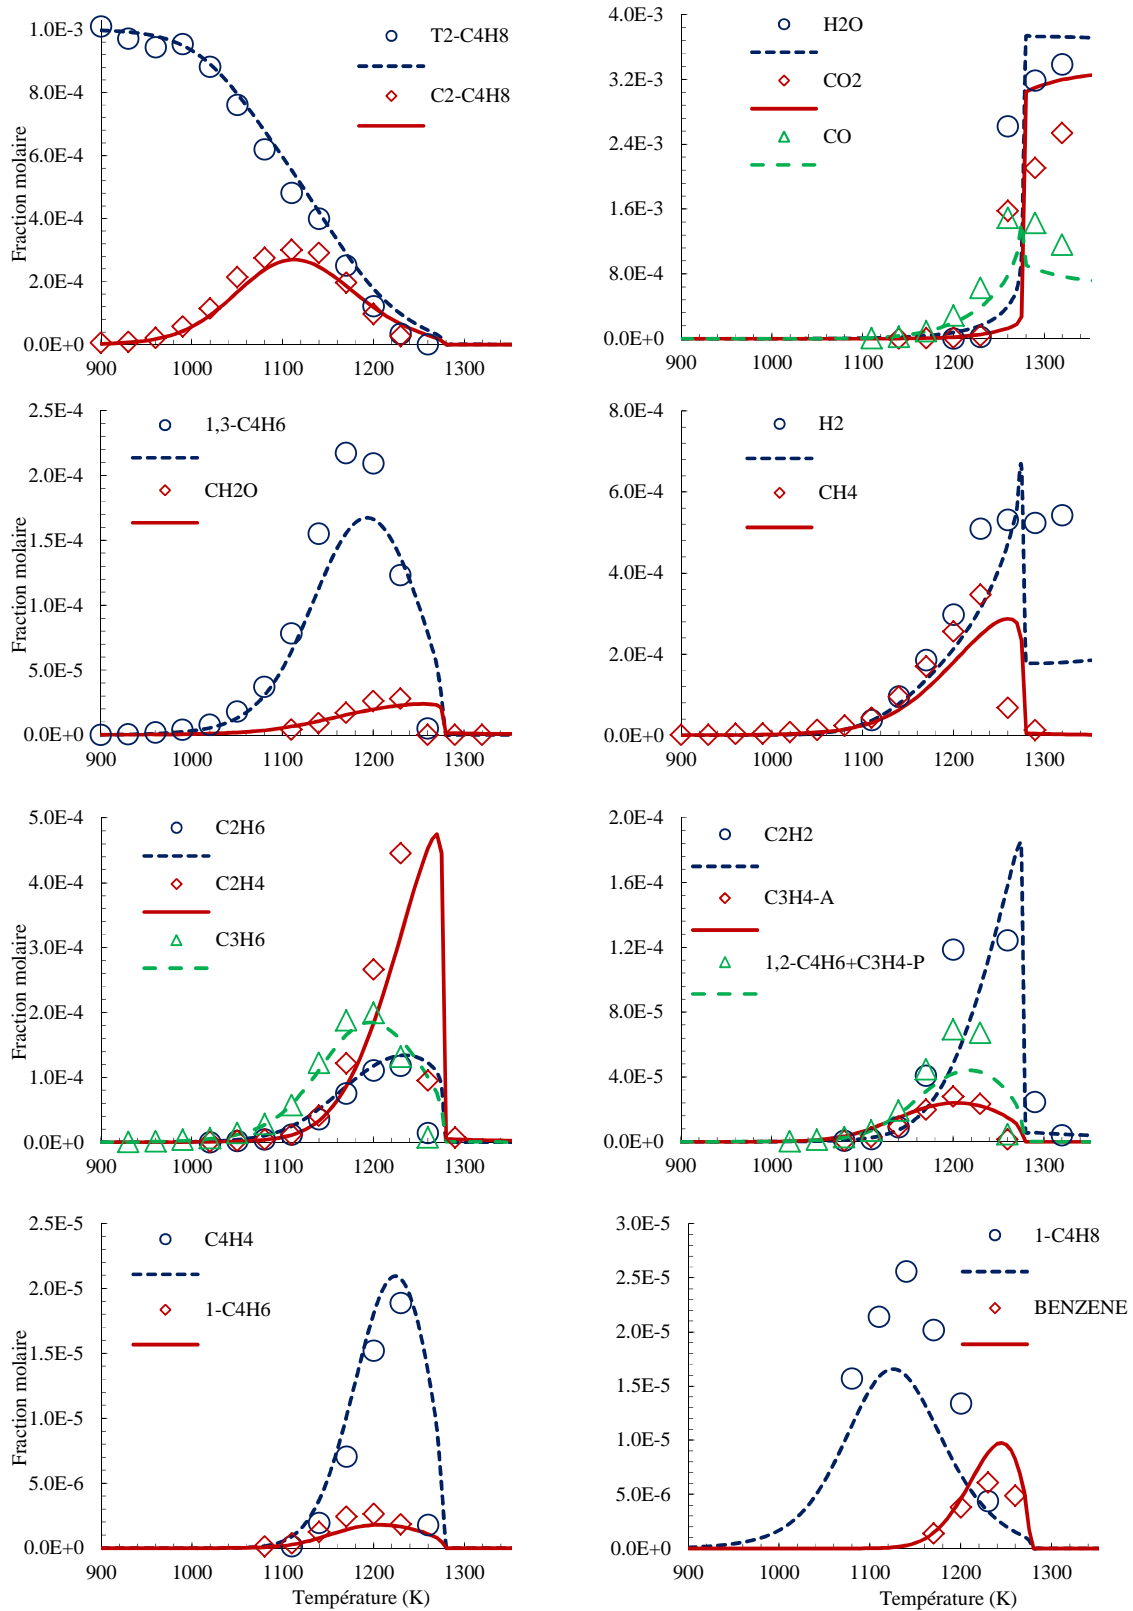 1.0E-3
8.0E-4
6.0E-4
4.0E-4
2.0E-4
0.0E+0
900 1000 1100 1200 1300
Fraction molaire
T2-C4H8
C2-C4H8
4.0E-3
3.2E-3
2.4E-3
1.6E-3
8.0E-4
0.0E+0
900 1000 1100 1200 1300
H2O
CO2
CO
2.5E-4
2.0E-4
1.5E-4
1.0E-4
5.0E-5
0.0E+0
900 1000 1100 1200 1300
Fraction molaire
1,3-C4H6
CH2O
8.0E-4
6.0E-4
4.0E-4
2.0E-4
0.0E+0
900 1000 1100 1200 1300
H2
CH4
5.0E-4
4.0E-4
3.0E-4
2.0E-4
1.0E-4
0.0E+0
900 1000 1100 1200 1300
Fraction molaire
C2H6
C2H4
C3H6
2.0E-4
1.6E-4
1.2E-4
8.0E-5
4.0E-5
0.0E+0
900 1000 1100 1200 1300
C2H2
C3H4-A
1,2-C4H6+C3H4-P
2.5E-5
2.0E-5
1.5E-5
1.0E-5
5.0E-6
0.0E+0
900 1000 1100 1200 1300
Fraction molaire
Température (K)
C4H4
1-C4H6
3.0E-5
2.5E-5
2.0E-5
1.5E-5
1.0E-5
5.0E-6
0.0E+0
900 1000 1100 1200 1300
Température (K)
1-C4H8
BENZENE